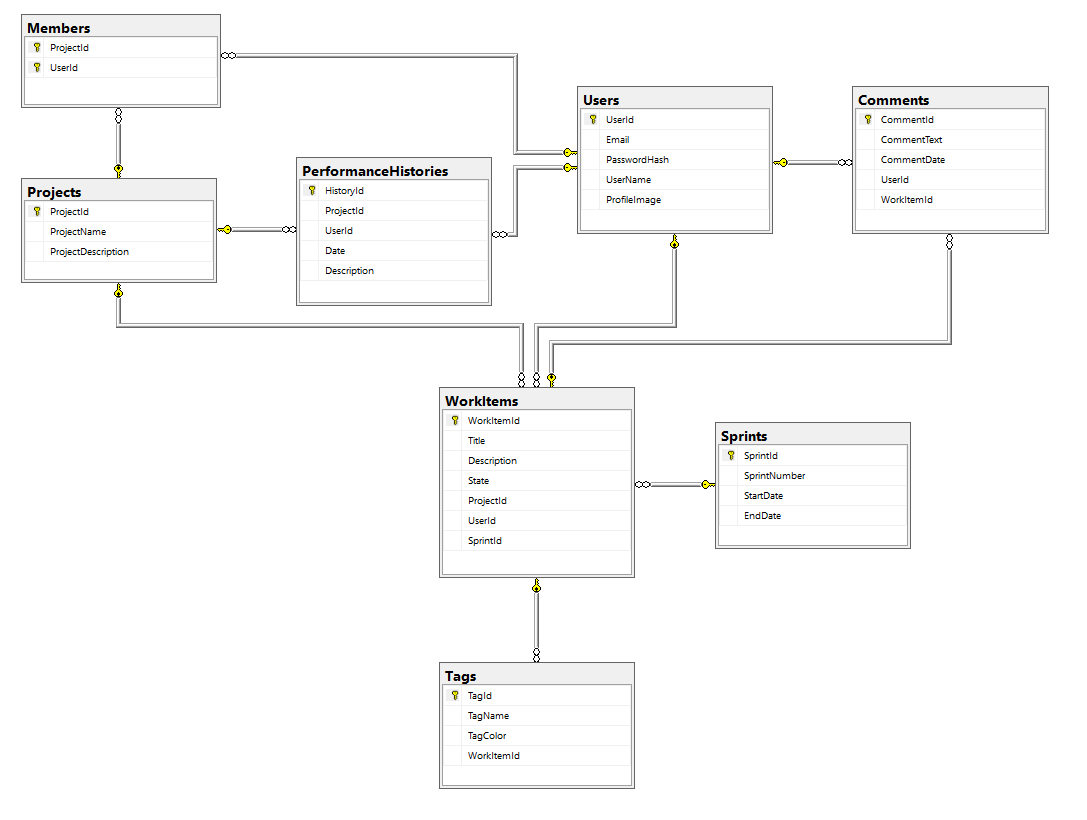 Members
ProjectId
UserId
Projects
ProjectId
ProjectName
ProjectDescription
PerformanceHistories
HistoryId
ProjectId
UserId
Date
Description
Users
UserId
Email
PasswordHash
UserName
ProfileImage
Comments
CommentId
CommentText
CommentDate
UserId
WorkItemId
WorkItems
WorkItemId
Title
Description
State
ProjectId
UserId
SprintId
Sprints
SprintId
SprintNumber
StartDate
EndDate
Tags
TagId
TagName
TagColor
WorkItemId